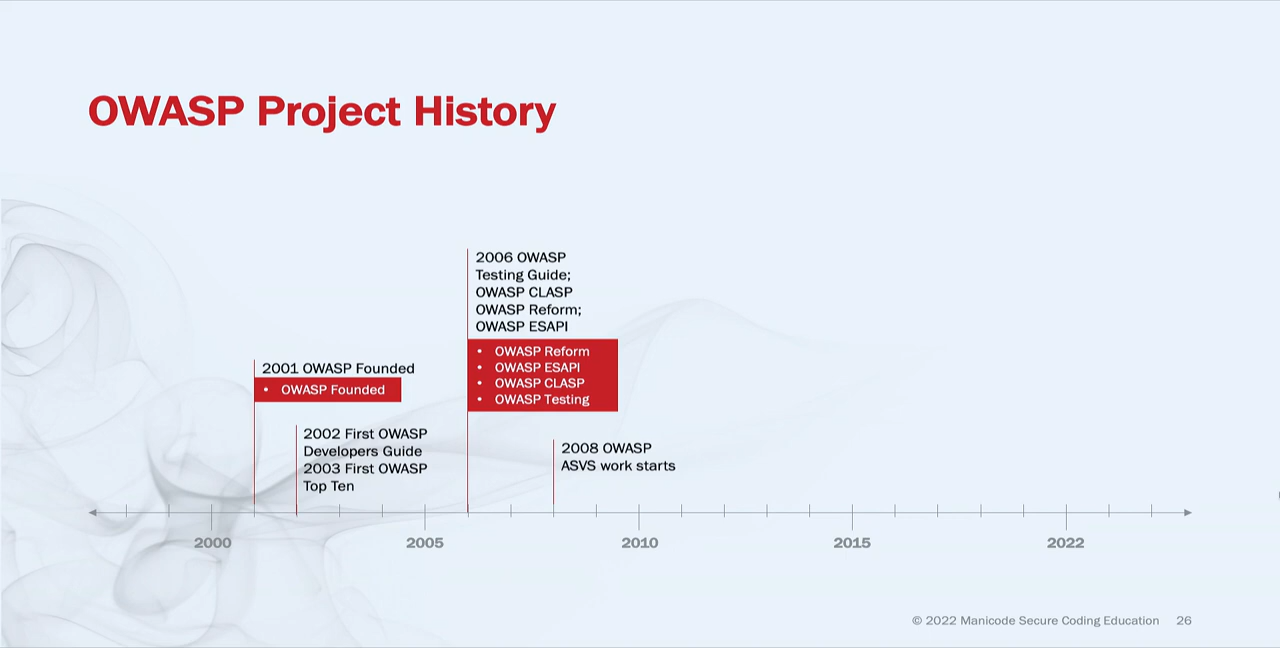 OWASP Project History
2006 OWASP
Testing Guide;
OWASP CLASP
OWASP Reform;
OWASP ESAPI
• OWASP Reform
• OWASP ESAPI
• OWASP CLASP
• OWASP Testing
2001 OWASP Founded
• OWASP Founded
2002 First OWASP
Developers Guide
2003 First OWASP
Top Ten
2008 OWASP
ASVS work starts
2000 2005 2010 2015 2022
© 2022 Manicode Secure Coding Education 26